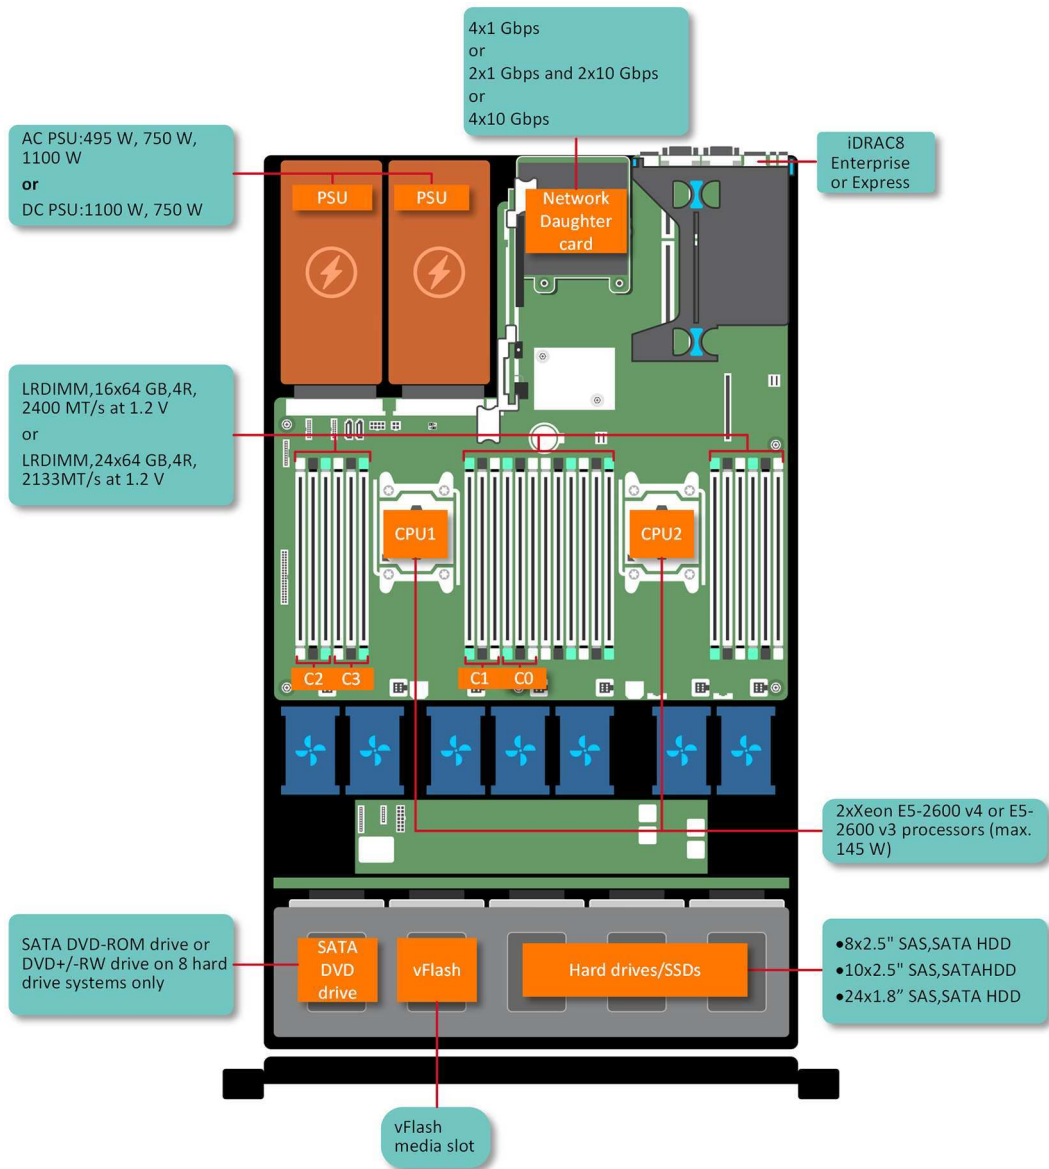 4x1 Gbps
or
2x1 Gbps and 2x10 Gbps
or
4x10 Gbps
AC PSU:495 W, 750 W,
1100 W
or
DC PSU:1100 W, 750 W
iDRAC8
Enterprise
or Express
PSU
PSU
Network
Daughter
card
LRDIMM,16x64 GB,4R,
2400 MT/s at 1.2 V
or
LRDIMM,24x64 GB,4R,
2133MT/s at 1.2 V
CPU1
CPU2
C2
C3
C1
C0
2xXeon E5-2600 v4 or E5-
2600 v3 processors (max.
145 W)
SATA DVD-ROM drive or
DVD+/-RW drive on 8 hard
drive systems only
SATA
DVD
drive
vFlash
Hard drives/SSDs
●8x2.5" SAS,SATA HDD
●10x2.5" SAS,SATAHDD
●24x1.8” SAS,SATA HDD
vFlash
media slot